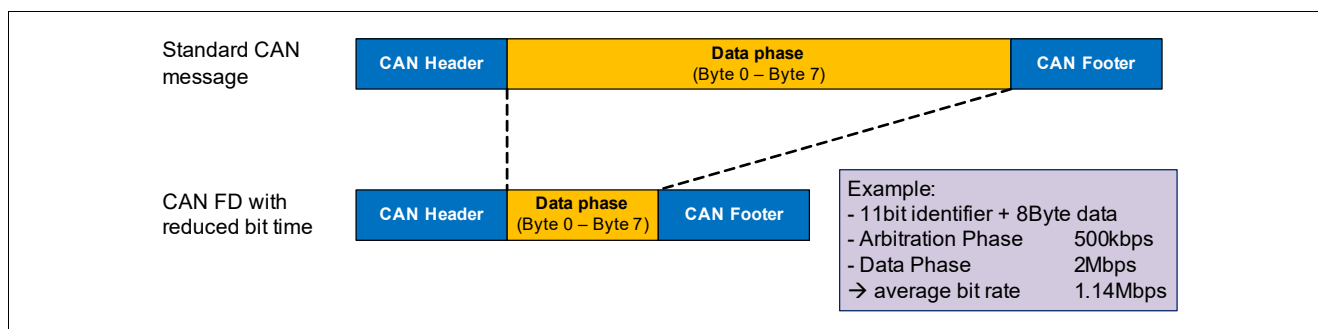 Standard CAN
message
CAN Header
Data phase
(Byte 0 – Byte 7)
CAN Footer
CAN FD with
reduced bit time
CAN Header
Data phase
(Byte 0 – Byte 7)
CAN Footer
Example:
- 11bit identifier + 8Byte data
- Arbitration Phase 500kbps
- Data Phase 2Mbps
→ average bit rate 1.14Mbps